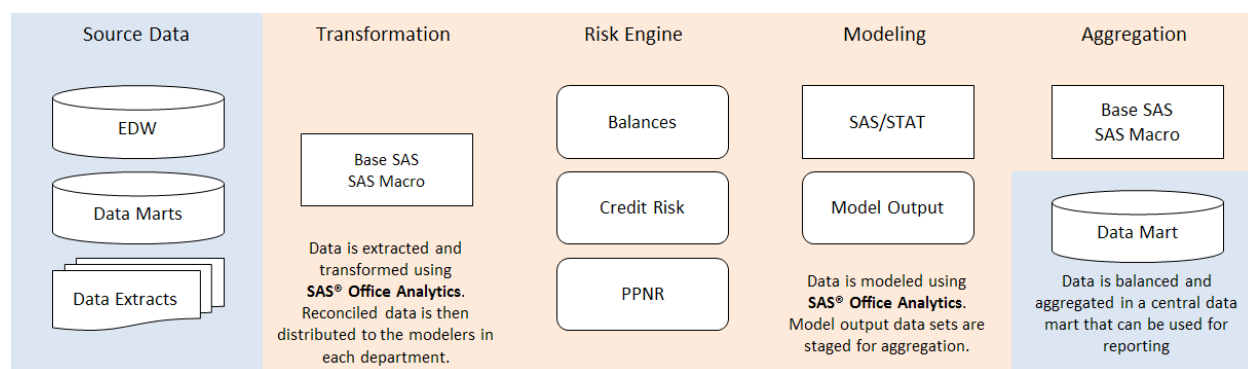 Source Data
EDW
Data Marts
Data Extracts
Transformation
Base SAS
SAS Macro
Data is extracted and
transformed using
SAS® Office Analytics.
Reconciled data is then
distributed to the modelers in
each department.
Risk Engine
Balances
Credit Risk
PPNR
Modeling
SAS/STAT
Model Output
Data is modeled using
SAS® Office Analytics.
Model output data sets are
staged for aggregation.
Aggregation
Base SAS
SAS Macro
Data Mart
Data is balanced and
aggregated in a central data
mart that can be used for
reporting